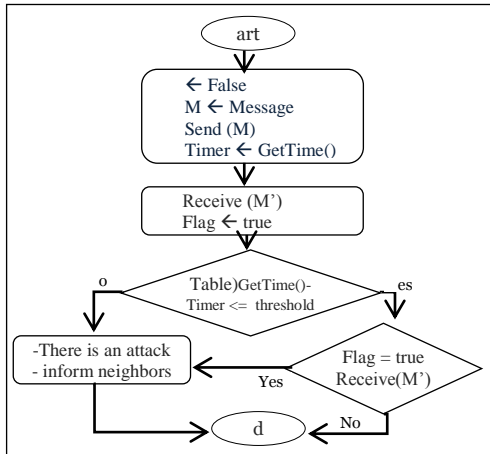 art
← False
M ← Message
Send (M)
Timer ← GetTime()
Receive (M’)
Flag ← true
o
Table)GetTime()-
Timer <= threshold
es
-There is an attack
- inform neighbors
Yes
Flag = true
Receive(M’)
No
d